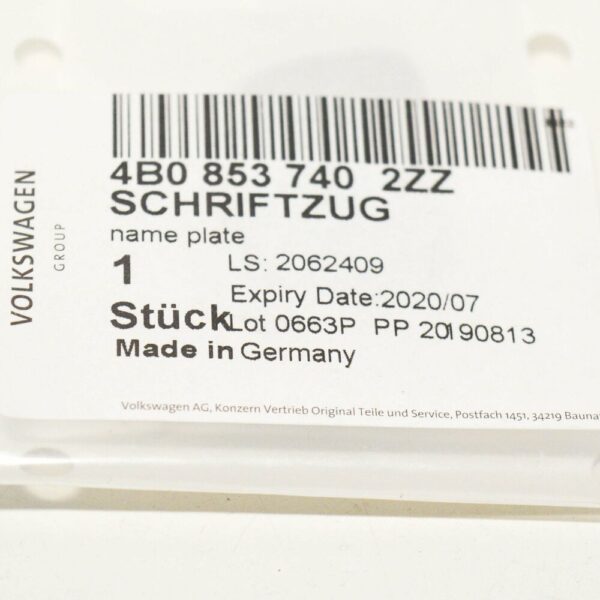 VOLKSWAGEN
GROUP
4B0 853 740 2ZZ
SCHRIFTZUG
name plate
1
LS: 2062409
Expiry Date:2020/07
Stück Lot 0663P PP 20190813
Made in Germany
Volkswagen AG, Konzern Vertrieb Original Teile und Service, Postfach 1451, 34219 Bauna